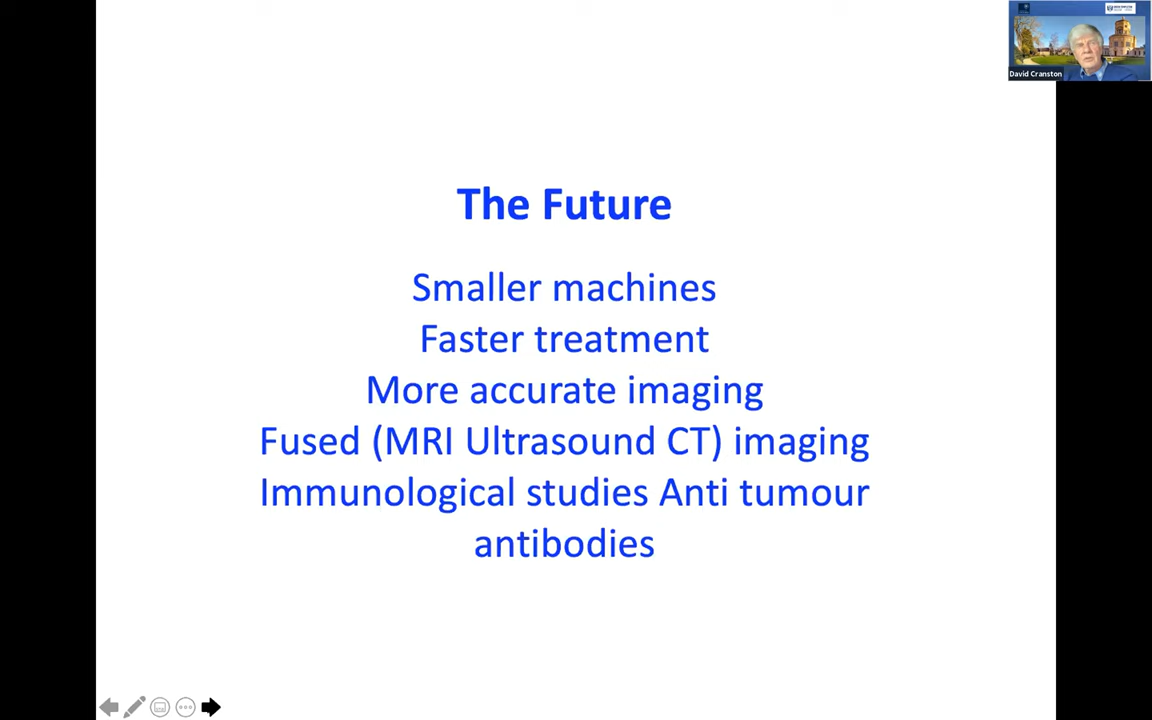 The Future
Smaller machines
Faster treatment
More accurate imaging
Fused (MRI Ultrasound CT) imaging
Immunological studies Anti tumour
antibodies
David Cranston